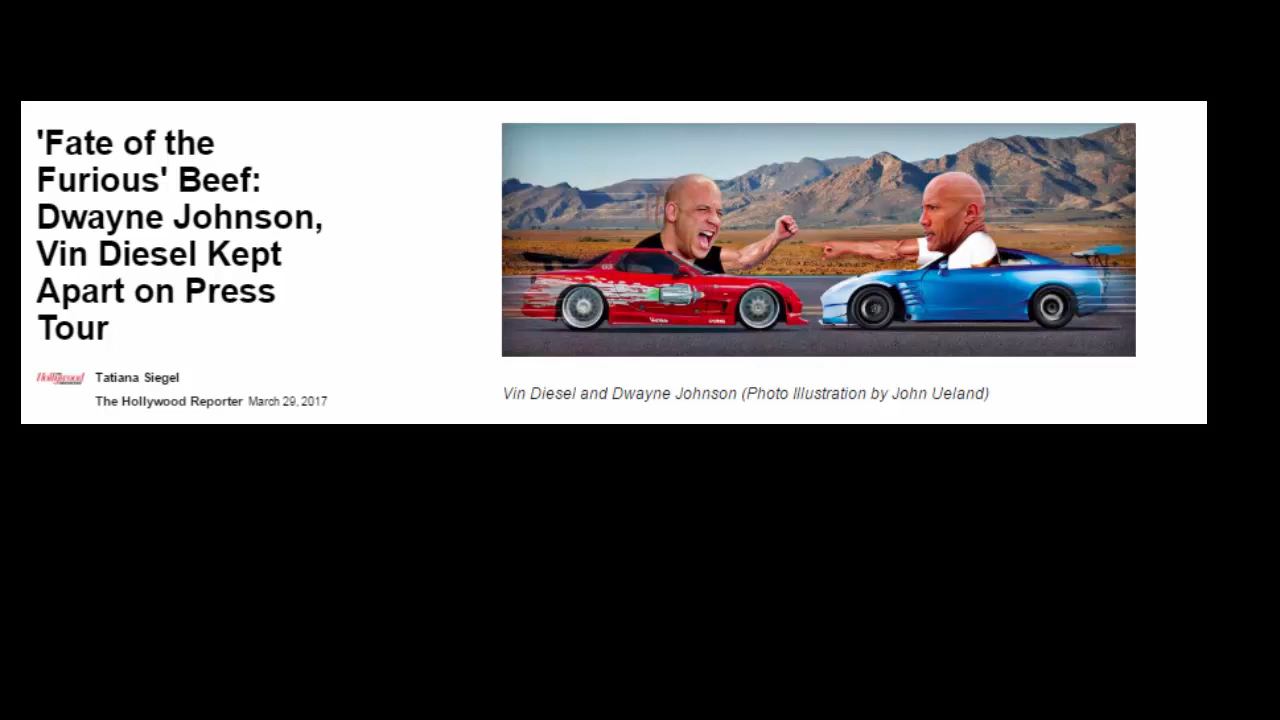 'Fate of the
Furious' Beef:
Dwayne Johnson,
Vin Diesel Kept
Apart on Press
Tour
Hollywood
Tatiana Siegel
The Hollywood Reporter March 29, 2017
Vin Diesel and Dwayne Johnson (Photo Illustration by John Ueland)